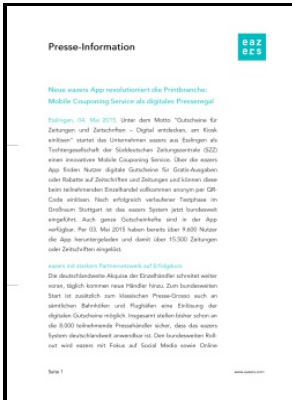 Presse-Information
eaz
ers
Neue eazers App revolutioniert die Printbranche:
Mobile Couponing Service als digitales Presseregal
Esslingen, 04. Mai 2015. Unter dem Motto "Gutscheine für
Zeitungen und Zeitschriften – Digital entdecken, am Kiosk
einlösen" startet das Unternehmen eazers aus Esslingen als
Tochtergesellschaft der Süddeutschen Zeitungszentrale (SZZ)
einen innovativen Mobile Couponing Service. Über die eazers
App finden Nutzer digitale Gutscheine für Gratis-Ausgaben
oder Rabatte auf Zeitschriften und Zeitungen und können diese
beim teilnehmenden Einzelhandel vollkommen anonym per QR-
Code einlösen. Nach erfolgreich verlaufener Testphase im
Großraum Stuttgart ist das eazers System jetzt bundesweit
eingeführt. Auch ganze Gutscheinhefte sind in der App
verfügbar. Per 03. Mai 2015 haben bereits über 9.600 Nutzer
die App heruntergeladen und damit über 15.500 Zeitungen
oder Zeitschriften eingelöst.
eazers mit starkem Partnernetzwerk auf Erfolgskurs
Die deutschlandweite Akquise der Einzelhändler schreitet weiter
voran, täglich kommen neue Händler hinzu. Zum bundesweiten
Start ist zusätzlich zum klassischen Presse-Grosso auch an
sämtlichen Bahnhöfen und Flughäfen eine Einlösung der
digitalen Gutscheine möglich. Insgesamt stellen bisher schon an
die 8.000 teilnehmende Pressehändler sicher, dass das eazers
System deutschlandweit anwendbar ist. Den bundesweiten Roll-
out wird eazers mit Fokus auf Social Media sowie Online
Seite 1
www.eazers.com